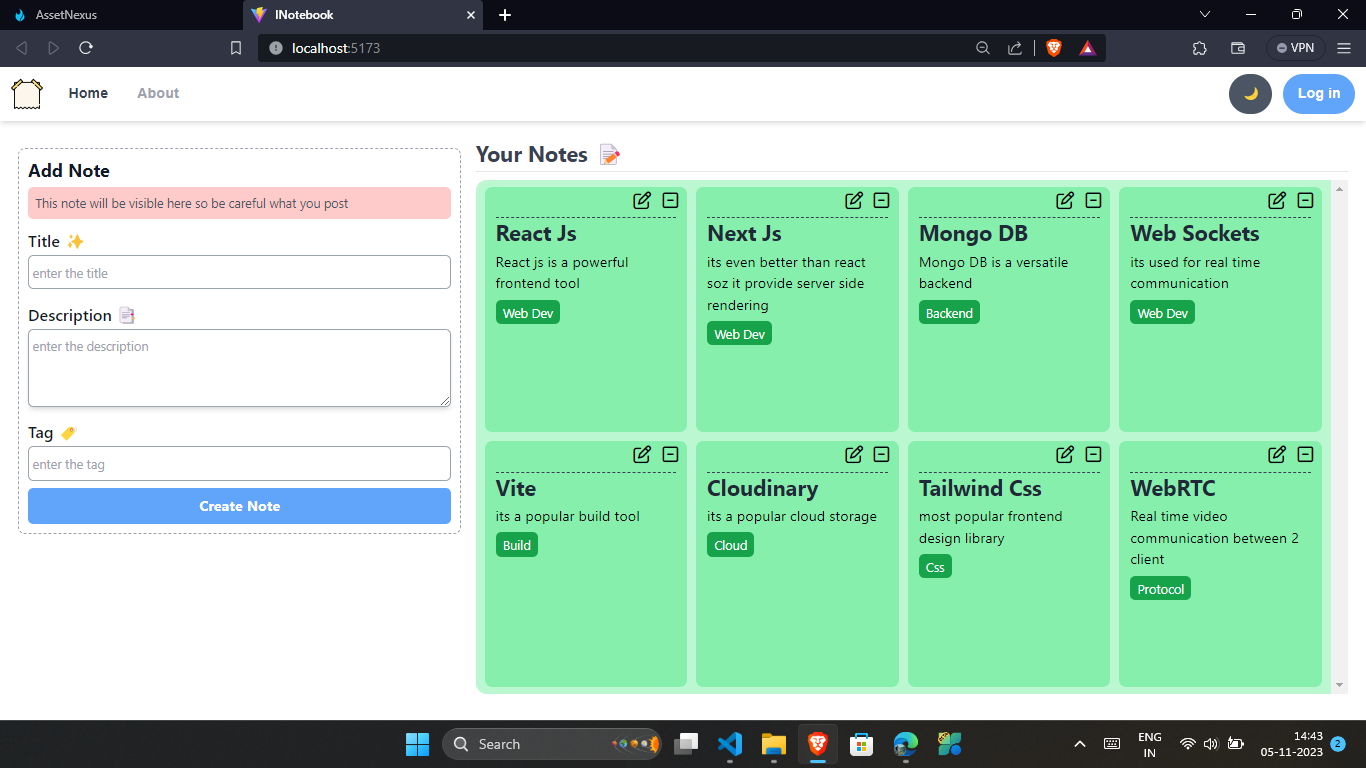 AssetNexus
INotebook
localhost:5173
VPN
Home
About
Log in
Add Note
This note will be visible here so be careful what you post
Title ✨
enter the title
Description 📑
enter the description
Tag 🏷️
enter the tag
Create Note
Your Notes 📝
React Js
React js is a powerful
frontend tool
Web Dev
Next Js
its even better than react
soz it provide server side
rendering
Web Dev
Mongo DB
Mongo DB is a versatile
backend
Backend
Web Sockets
its used for real time
communication
Web Dev
Vite
its a popular build tool
Build
Cloudinary
its a popular cloud storage
Cloud
Tailwind Css
most popular frontend
design library
Css
WebRTC
Real time video
communication between 2
client
Protocol
Search
ENG
IN
14:43
05-11-2023
2